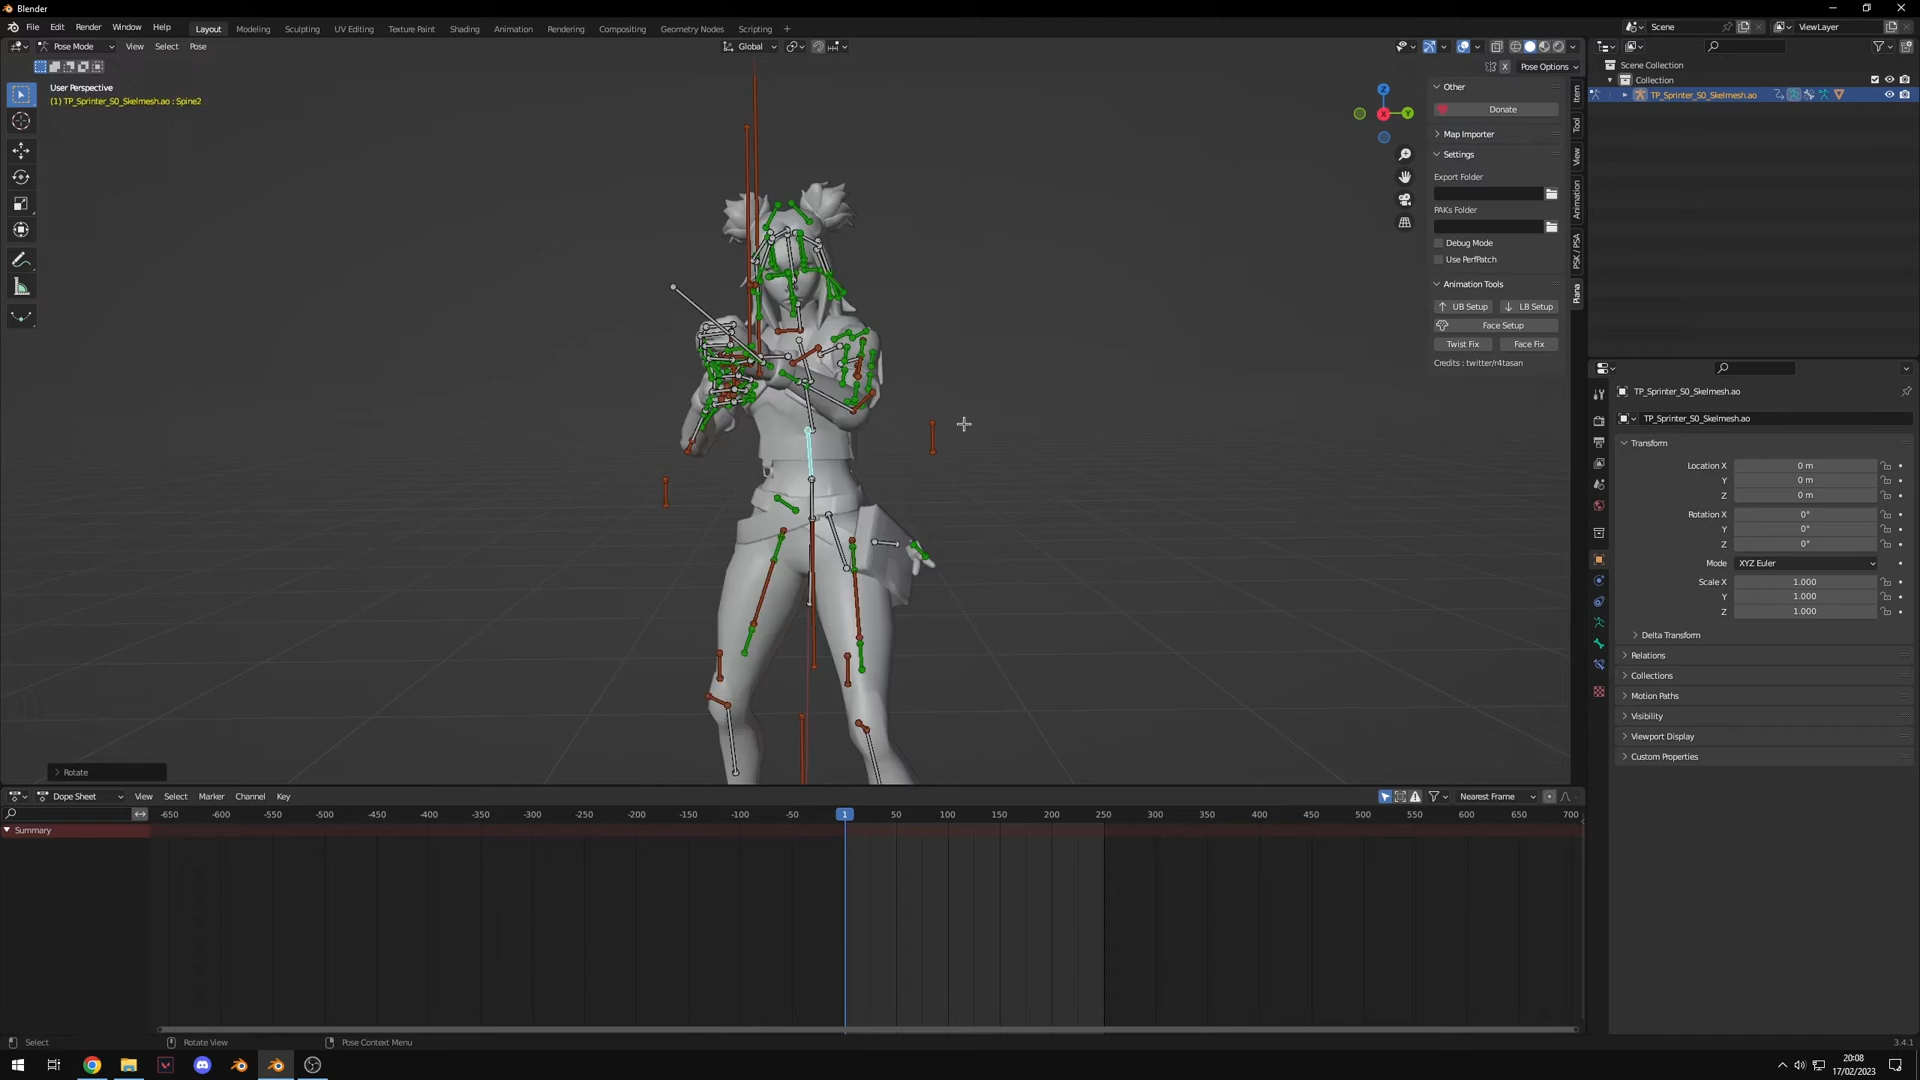 Blender
File Edit Render Window Help Layout Modeling Sculpting UV Editing Texture Paint Shading Animation Rendering Compositing Geometry Nodes Scripting + Scene ViewLayer
Pose Mode View Select Pose Global
X Pose Options
User Perspective
(1) TP_Sprinter_S0_Skelmesh.ao : Spine2
Z
X
Y
Other
Donate
Map Importer
Settings
Export Folder
PAKs Folder
Debug Mode
Use PerfPatch
Animation Tools
UB Setup LB Setup
Face Setup
Twist Fix Face Fix
Credits : twitter/r4tasan
Item
Tool
View
Animation
PSK / PSA
Plana
Scene Collection
Collection
TP_Sprinter_S0_Skelmesh.ao
TP_Sprinter_S0_Skelmesh.ao
TP_Sprinter_S0_Skelmesh.ao
Transform
Location X 0 m
Y 0 m
Z 0 m
Rotation X 0°
Y 0°
Z 0°
Mode XYZ Euler
Scale X 1.000
Y 1.000
Z 1.000
Delta Transform
Relations
Collections
Motion Paths
Visibility
Viewport Display
Custom Properties
Rotate
Dope Sheet View Select Marker Channel Key Nearest Frame
-650 -600 -550 -500 -450 -400 -350 -300 -250 -200 -150 -100 -50 1 50 100 150 200 250 300 350 400 450 500 550 600 650 700
Summary
Select Rotate View Pose Context Menu 3.4.1
20:08
17/02/2023